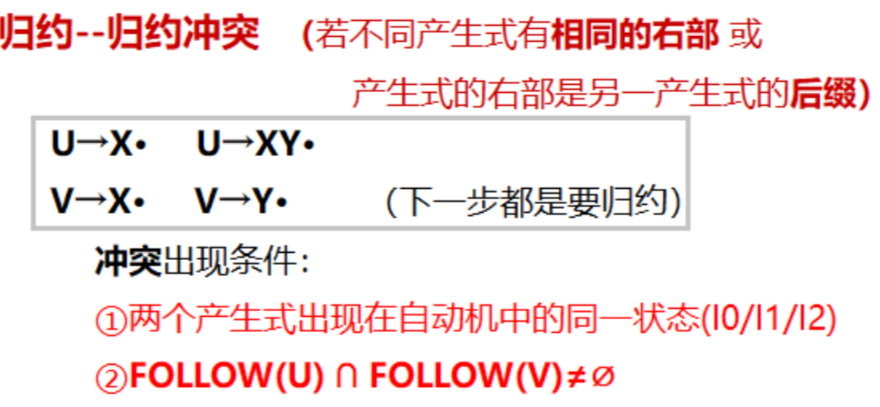 归约--归约冲突 (若不同产生式有相同的右部 或
产生式的右部是另一产生式的后缀)
U→X• U→XY•
V→X• V→Y• (下一步都是要归约)
冲突出现条件:
①两个产生式出现在自动机中的同一状态(I0/I1/I2)
②FOLLOW(U) ∩ FOLLOW(V)≠∅